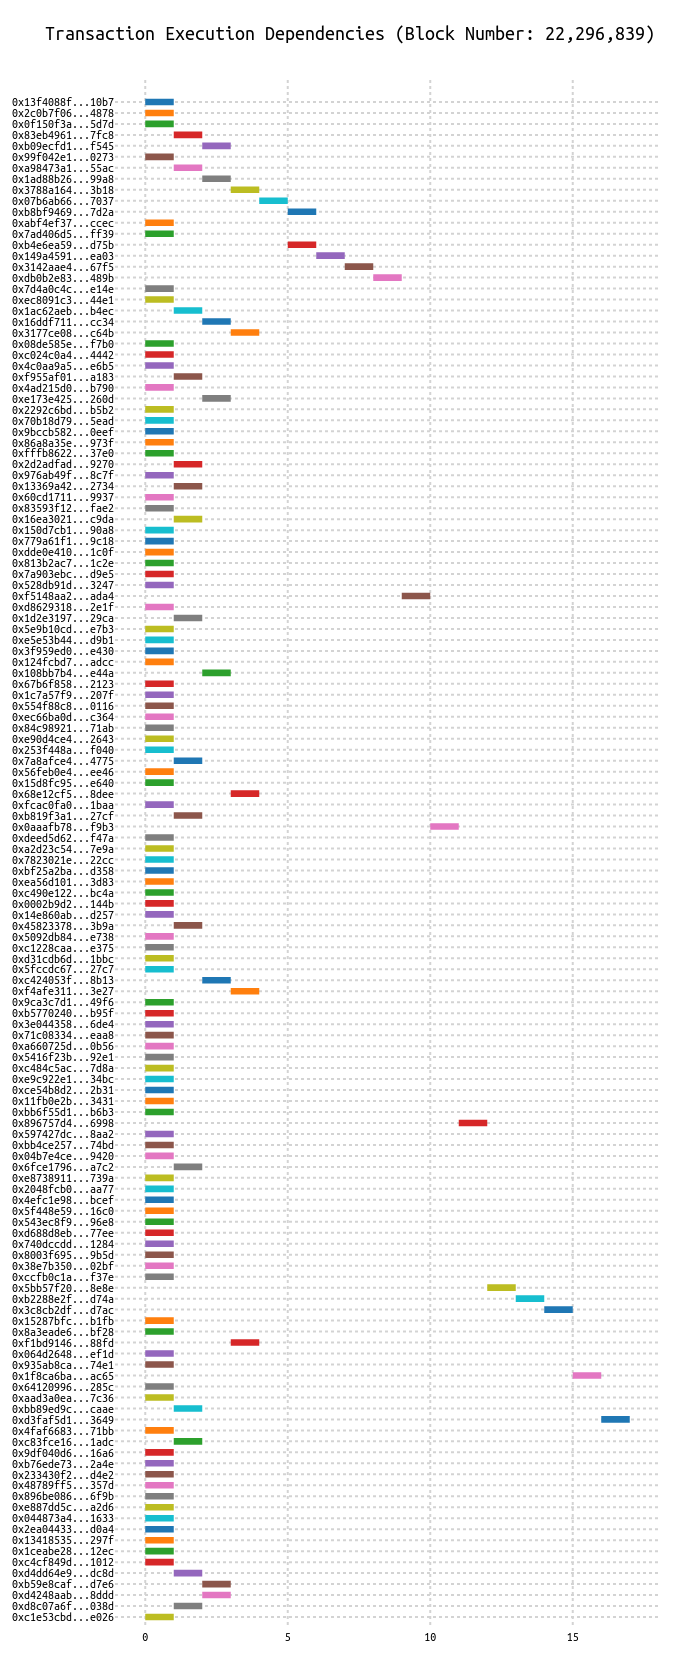 Transaction Execution Dependencies (Block Number: 22,296,839)
0x13f4088f...10b7
0x2c0b7f06...4878
0x0f150f3a...5d7d
0x83eb4961...7fc8
0xb09ecfd1...f545
0x99f042e1...0273
0xa98473a1...55ac
0x1ad88b26...99a8
0x3788a164...3b18
0x07b6ab66...7037
0xb8bf9469...7d2a
0xabf4ef37...ccec
0x7ad406d5...ff39
0xb4e6ea59...d75b
0x149a4591...ea03
0x3142aae4...67f5
0xdb0b2e83...489b
0x7d4a0c4c...e14e
0xec8091c3...44e1
0x1ac62aeb...b4ec
0x16ddf711...cc34
0x3177ce08...c64b
0x08de585e...f7b0
0xc024c0a4...4442
0x4c0aa9a5...e6b5
0xf955af01...a183
0x4ad215d0...b790
0xe173e425...260d
0x2292c6bd...b5b2
0x70b18d79...5ead
0x9bccb582...0eef
0x86a8a35e...973f
0xfffb8622...37e0
0x2d2adfad...9270
0x976ab49f...8c7f
0x13369a42...2734
0x60cd1711...9937
0x83593f12...fae2
0x16ea3021...c9da
0x150d7cb1...90a8
0x779a61f1...9c18
0xdde0e410...1c0f
0x813b2ac7...1c2e
0x7a903ebc...d9e5
0x528db91d...3247
0xf5148aa2...ada4
0xd8629318...2e1f
0x1d2e3197...29ca
0x5e9b10cd...e7b3
0xe5e53b44...d9b1
0x3f959ed0...e430
0x124fcbd7...adcc
0x108bb7b4...e44a
0x67b6f858...2123
0x1c7a57f9...207f
0x554f88c8...0116
0xec66ba0d...c364
0x84c98921...71ab
0xe90d4ce4...2643
0x253f448a...f040
0x7a8afce4...4775
0x56feb0e4...ee46
0x15d8fc95...e640
0x68e12cf5...8dee
0xfcac0fa0...1baa
0xb819f3a1...27cf
0x0aaafb78...f9b3
0xdeed5d62...f47a
0xa2d23c54...7e9a
0x7823021e...22cc
0xbf25a2ba...d358
0xea56d101...3d83
0xc490e122...bc4a
0x0002b9d2...144b
0x14e860ab...d257
0x45823378...3b9a
0x5092db84...e738
0xc1228caa...e375
0xd31cdb6d...1bbc
0x5fccdc67...27c7
0xc424053f...8b13
0xf4afe311...3e27
0x9ca3c7d1...49f6
0xb5770240...b95f
0x3e044358...6de4
0x71c08334...eaa8
0xa660725d...0b56
0x5416f23b...92e1
0xc484c5ac...7d8a
0xe9c922e1...34bc
0xce54b8d2...2b31
0x11fb0e2b...3431
0xbb6f55d1...b6b3
0x896757d4...6998
0x597427dc...8aa2
0xbb4ce257...74bd
0x04b7e4ce...9420
0x6fce1796...a7c2
0xe8738911...739a
0x2048fcb0...aa77
0x4efc1e98...bcef
0x5f448e59...16c0
0x543ec8f9...96e8
0xd688d8eb...77ee
0x740dccdd...1284
0x8003f695...9b5d
0x38e7b350...02bf
0xccfb0c1a...f37e
0x5bb57f20...8e8e
0xb2288e2f...d74a
0x3c8cb2df...d7ac
0x15287bfc...b1fb
0x8a3eade6...bf28
0xf1bd9146...88fd
0x064d2648...ef1d
0x935ab8ca...74e1
0x1f8ca6ba...ac65
0x64120996...285c
0xaad3a0ea...7c36
0xbb89ed9c...caae
0xd3faf5d1...3649
0x4faf6683...71bb
0xc83fce16...1adc
0x9df040d6...16a6
0xb76ede73...2a4e
0x233430f2...d4e2
0x48789ff5...357d
0x896be086...6f9b
0xe887dd5c...a2d6
0x044873a4...1633
0x2ea04433...d0a4
0x13418535...297f
0x1ceabe28...12ec
0xc4cf849d...1012
0xd4dd64e9...dc8d
0xb59e8caf...d7e6
0xd4248aab...8ddd
0xd8c07a6f...038d
0xc1e53cbd...e026
0 5 10 15